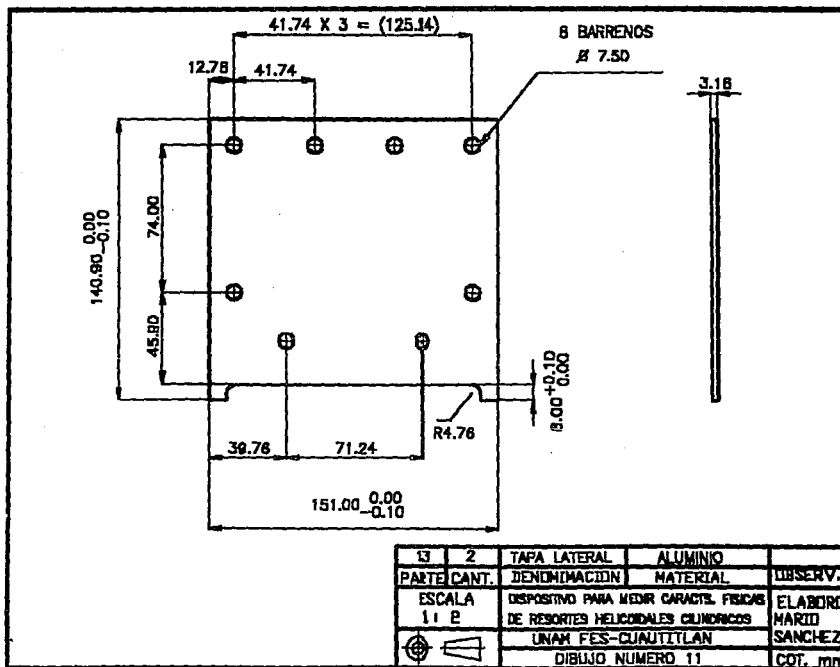 41.74 X 3 = (125.14)
8 BARRENOS
Ø 7.50
12.76
41.74
3.18
74.00
140.90 0.00 -0.10
45.90
8.00 +0.10 0.00
R4.76
39.76
71.24
151.00 0.00 -0.10
13 2 TAPA LATERAL ALUMINIO
PARTE CANT. DENOMINACION MATERIAL OBSERV.
ESCALA
1: 2
DISPOSITIVO PARA MEDIR CARACTS. FISICAS
DE RESORTES HELICOIDALES CILINDRICOS
ELABORO
MARIO
SANCHEZ
UNAM FES-CUAUTITLAN
DIBUJO NUMERO 11
COT. mm